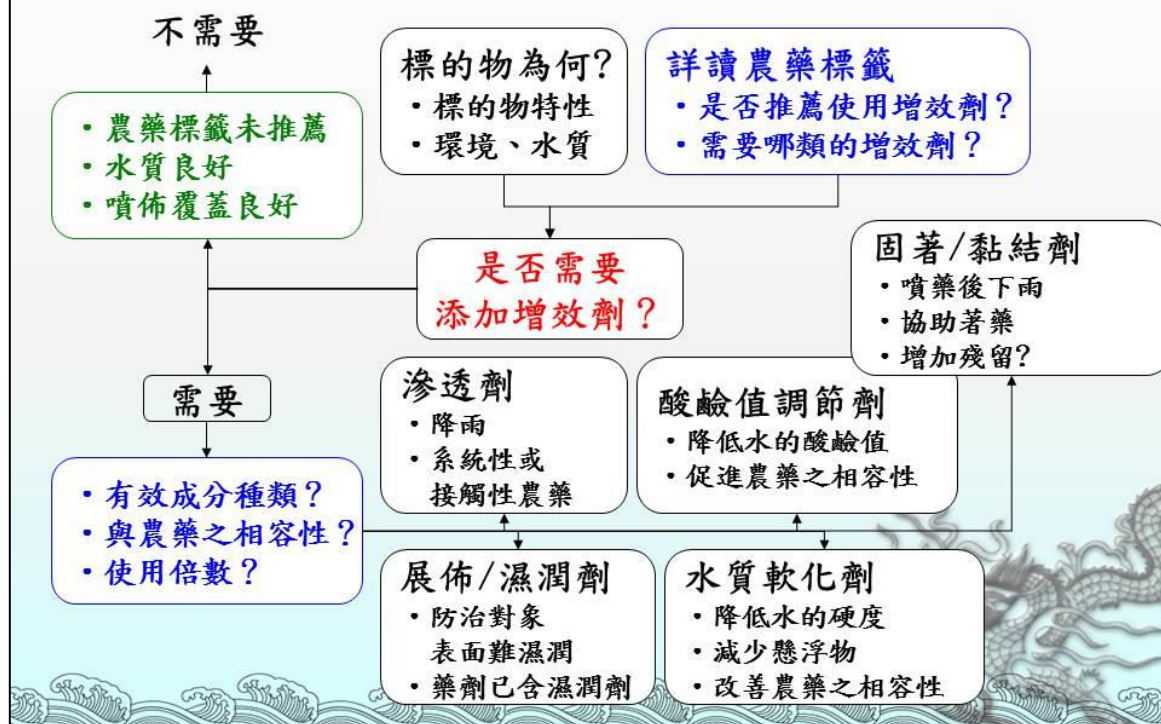 不需要
・農藥標籤未推薦
・水質良好
・噴佈覆蓋良好
標的物為何?
・標的物特性
・環境、水質
詳讀農藥標籤
・是否推薦使用增效劑？
・需要哪類的增效劑？
是否需要
添加增效劑？
需要
・有效成分種類？
・與農藥之相容性？
・使用倍數？
滲透劑
・降雨
・系統性或
接觸性農藥
酸鹼值調節劑
・降低水的酸鹼值
・促進農藥之相容性
固著/黏結劑
・噴藥後下雨
・協助著藥
・增加殘留?
展佈/濕潤劑
・防治對象
表面難濕潤
・藥劑已含濕潤劑
水質軟化劑
・降低水的硬度
・減少懸浮物
・改善農藥之相容性